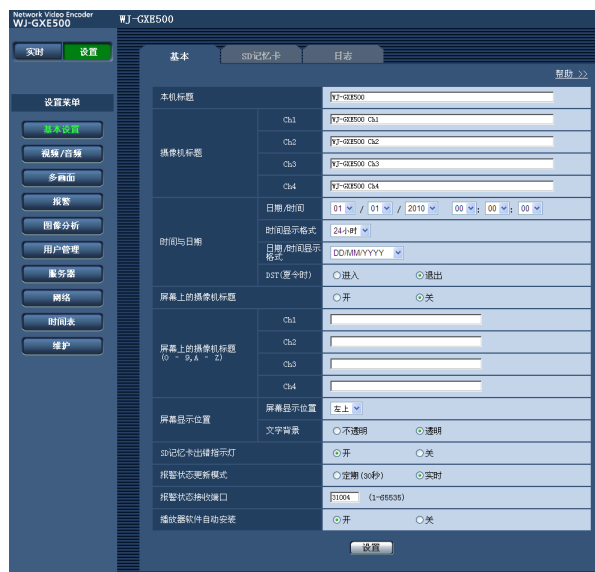 Network Video Encoder
WJ-GXE500
WJ-GXE500
实时 设置
基本 SD记忆卡 日志
帮助 >>
设置菜单
基本设置
视频/音频
多画面
报警
图像分析
用户管理
服务器
网络
时间表
维护
本机标题 WJ-GXE500
摄像机标题
Ch1 WJ-GXE500 Ch1
Ch2 WJ-GXE500 Ch2
Ch3 WJ-GXE500 Ch3
Ch4 WJ-GXE500 Ch4
时间与日期
日期/时间 01 / 01 / 2010 00 : 00 : 00
时间显示格式 24小时
日期/时间显示
格式 DD/MM/YYYY
DST(夏令时) 进入 退出
屏幕上的摄像机标题 开 关
屏幕上的摄像机标题
(0 - 9,A - Z)
Ch1
Ch2
Ch3
Ch4
屏幕显示位置
屏幕显示位置 左上
文字背景 不透明 透明
SD记忆卡出错指示灯 开 关
报警状态更新模式 定期(30秒) 实时
报警状态接收端口 31004 (1-65535)
播放器软件自动安装 开 关
设置